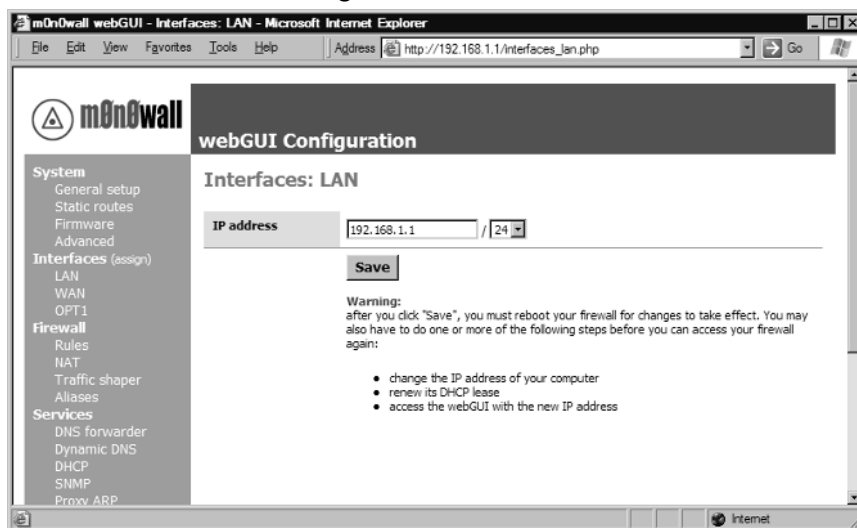 m0n0wall webGUI - Interfaces: LAN - Microsoft Internet Explorer
File Edit View Favorites Tools Help Address http://192.168.1.1/interfaces_lan.php Go
m0n0wall
webGUI Configuration
System
General setup
Static routes
Firmware
Advanced
Interfaces (assign)
LAN
WAN
OPT1
Firewall
Rules
NAT
Traffic shaper
Aliases
Services
DNS forwarder
Dynamic DNS
DHCP
SNMP
Proxy ARP
Interfaces: LAN
IP address 192.168.1.1 / 24
Save
Warning:
after you click "Save", you must reboot your firewall for changes to take effect. You may
also have to do one or more of the following steps before you can access your firewall
again:
• change the IP address of your computer
• renew its DHCP lease
• access the webGUI with the new IP address
Internet